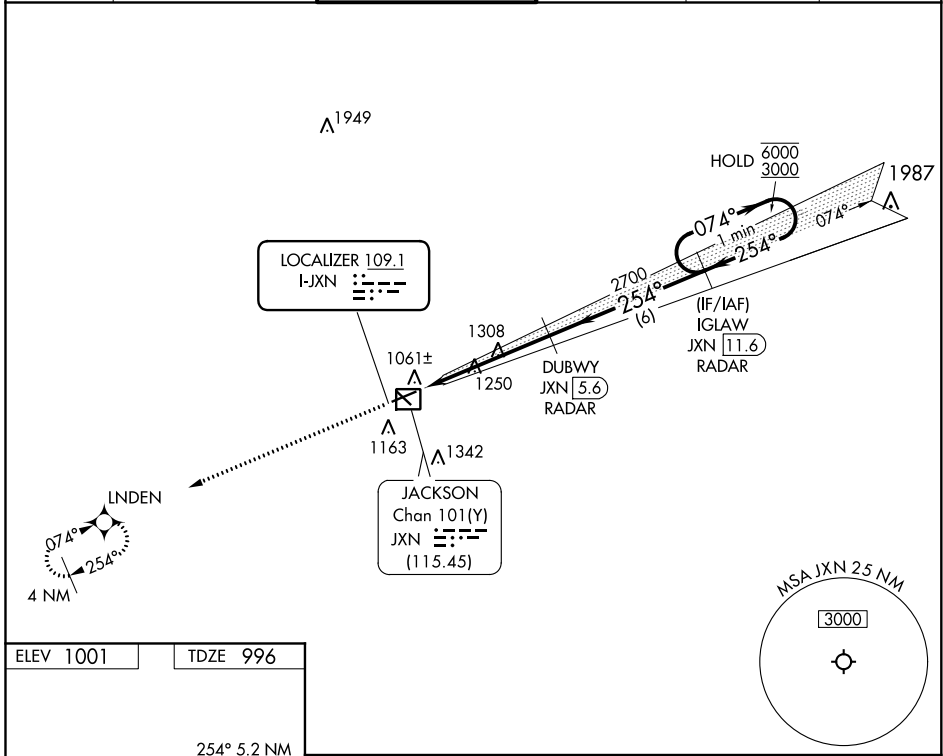 1949
HOLD 6000
3000
1987
074°
1 min
254°
074°
LOCALIZER 109.1
I-JXN
2700
254°
(6)
(IF/IAF)
IGLAW
JXN 11.6
RADAR
1308
1061±
1250
DUBWY
JXN 5.6
RADAR
1163
1342
LNDEN
074°
254°
4 NM
JACKSON
Chan 101(Y)
JXN
(115.45)
MSA JXN 25 NM
3000
ELEV 1001
TDZE 996
254° 5.2 NM